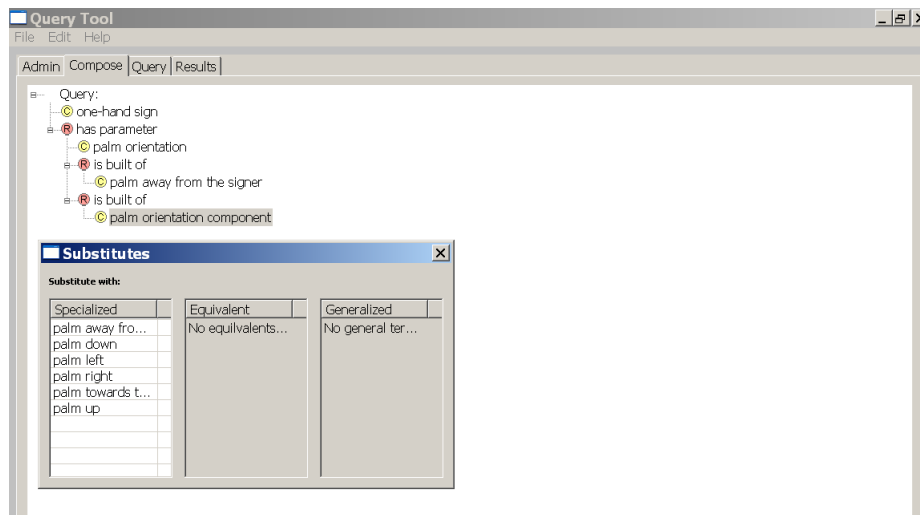 Query Tool
File Edit Help
Admin Compose Query Results
Query:
C one-hand sign
R has parameter
C palm orientation
R is built of
C palm away from the signer
R is built of
C palm orientation component
Substitutes
Substitute with:
Specialized Equivalent Generalized
palm away fro... No equilvalents... No general ter...
palm down
palm left
palm right
palm towards t...
palm up